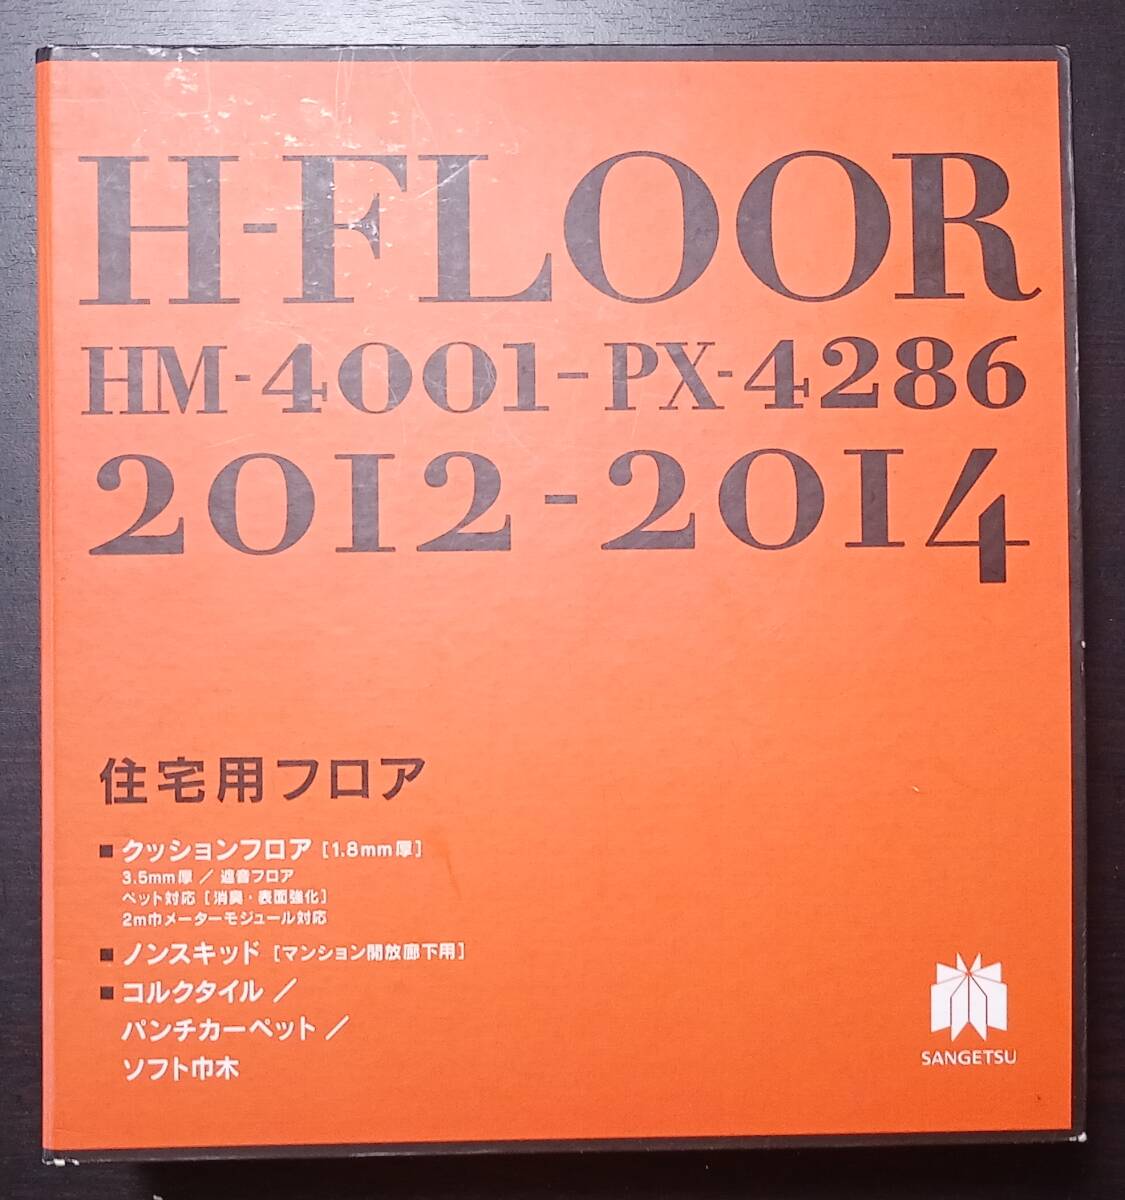 H-FLOOR
HM-4001-PX-4286
2012-2014
住宅用フロア
■ クッションフロア [1.8mm厚]
3.5mm厚 / 遮音フロア
ペット対応 [消臭・表面強化]
2m巾メーターモジュール対応
■ ノンスキッド [マンション開放廊下用]
■ コルクタイル /
パンチカーペット /
ソフト巾木
SANGETSU